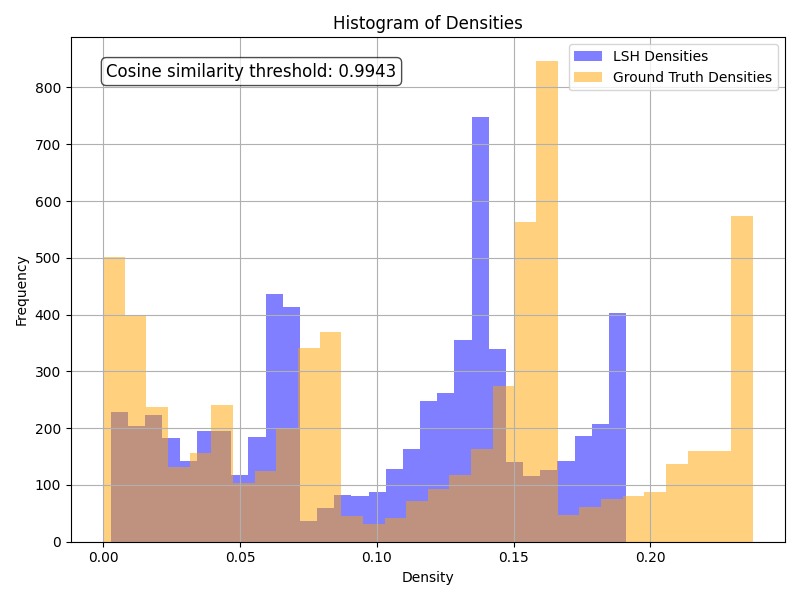 Histogram of Densities
Cosine similarity threshold: 0.9943
LSH Densities
Ground Truth Densities
800
700
600
500
400
300
200
100
0
Frequency
0.00 0.05 0.10 0.15 0.20
Density